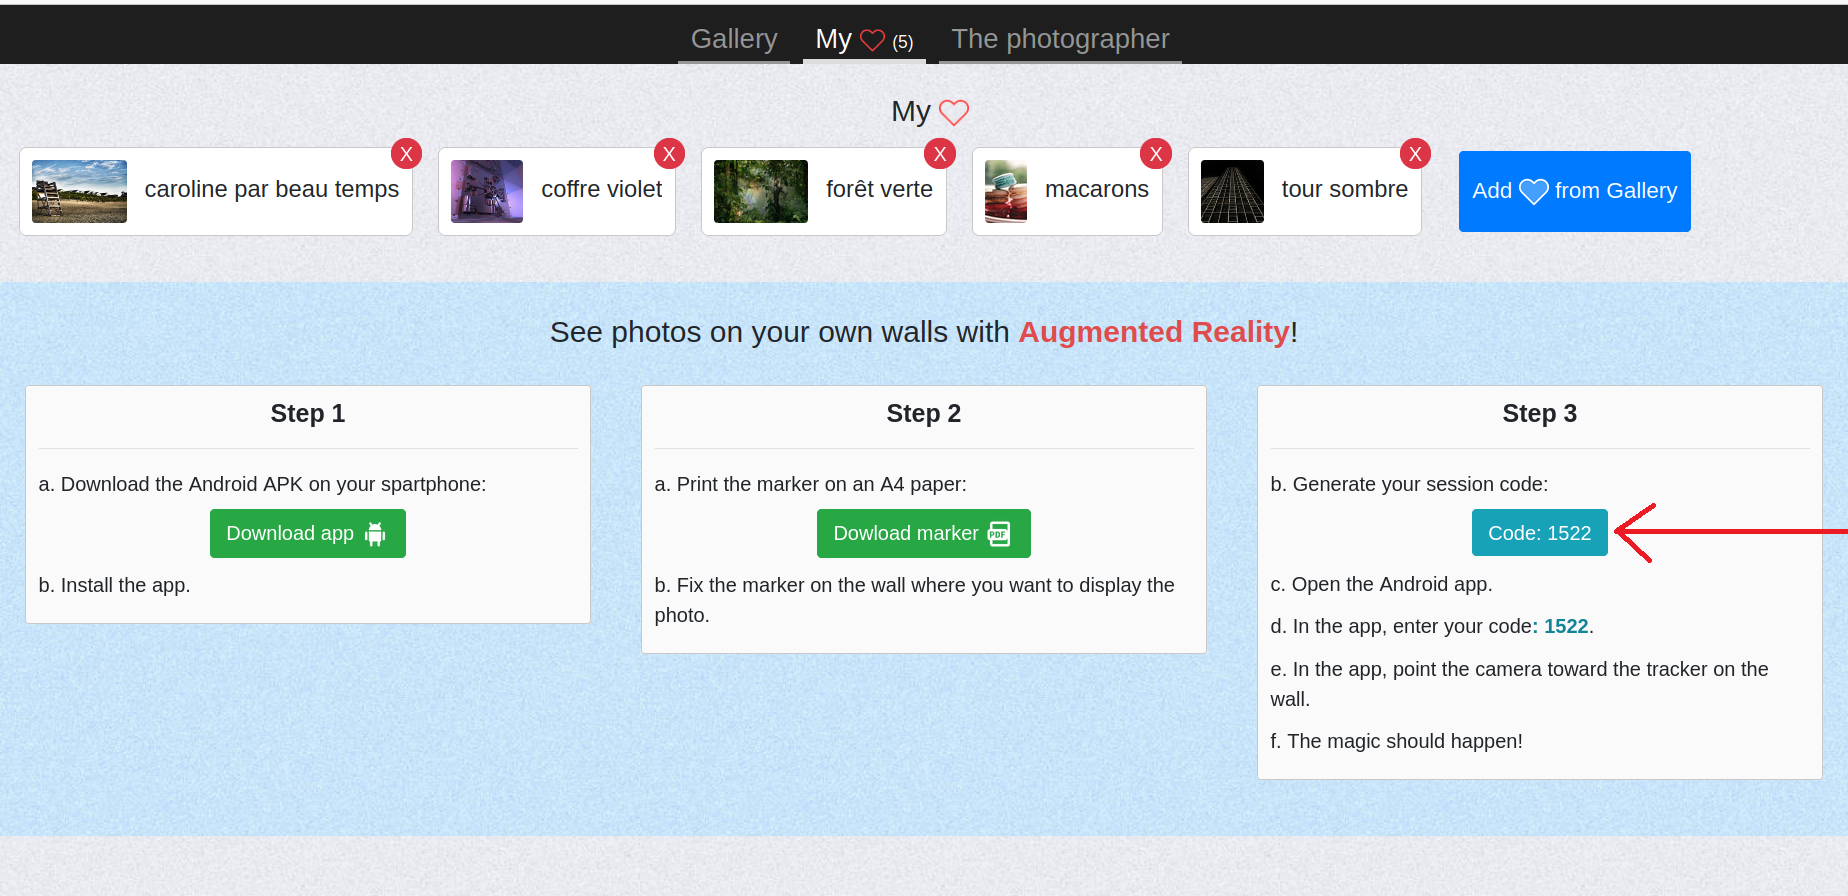 Gallery My (5) The photographer
My
caroline par beau temps X
coffre violet X
forêt verte X
macarons X
tour sombre X
Add from Gallery
See photos on your own walls with Augmented Reality!
Step 1
a. Download the Android APK on your spartphone:
Download app
b. Install the app.
Step 2
a. Print the marker on an A4 paper:
Dowload marker PDF
b. Fix the marker on the wall where you want to display the
photo.
Step 3
b. Generate your session code:
Code: 1522
c. Open the Android app.
d. In the app, enter your code: 1522.
e. In the app, point the camera toward the tracker on the
wall.
f. The magic should happen!